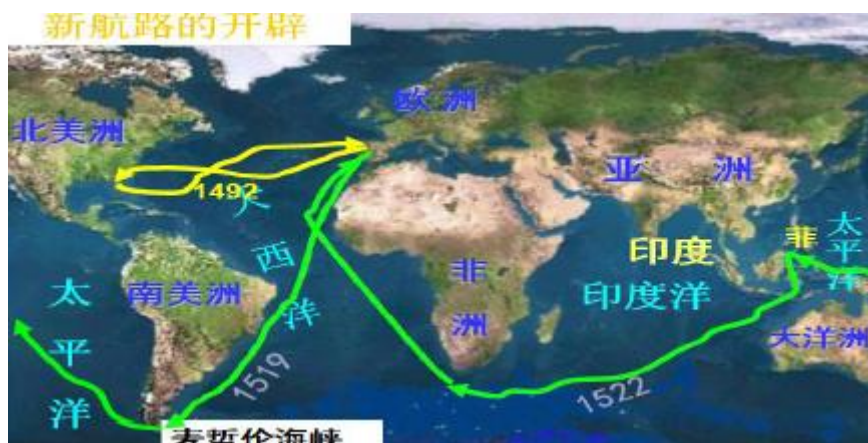 新航路的开辟
欧洲
北美洲
1492
亚洲
大西洋
太平洋
菲
印度
非洲
印度洋
南美洲
太平洋
大洋洲
1519
1522
麦哲伦海峡